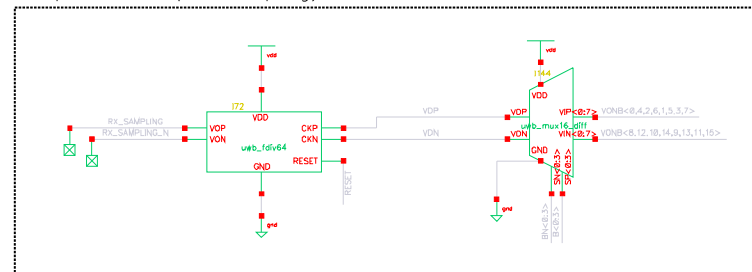 vdd
vdd
I72
I144
VDD
VDD
RX_SAMPLING
VOP
CKP
VDP
VOP
VIP<0:7>
VONB<0,4,2,6,1,5,3,7>
RX_SAMPLING_N
VON
CKN
VDN
VON
uwb_mux16_diff
VIN<0:7>
VONB<8,12,10,14,9,13,11,15>
uwb_fdiv64
GND
RESET
GND
SN<0:3>
SP<0:3>
RESET
gnd
gnd
BN<0:3>
B<0:3>